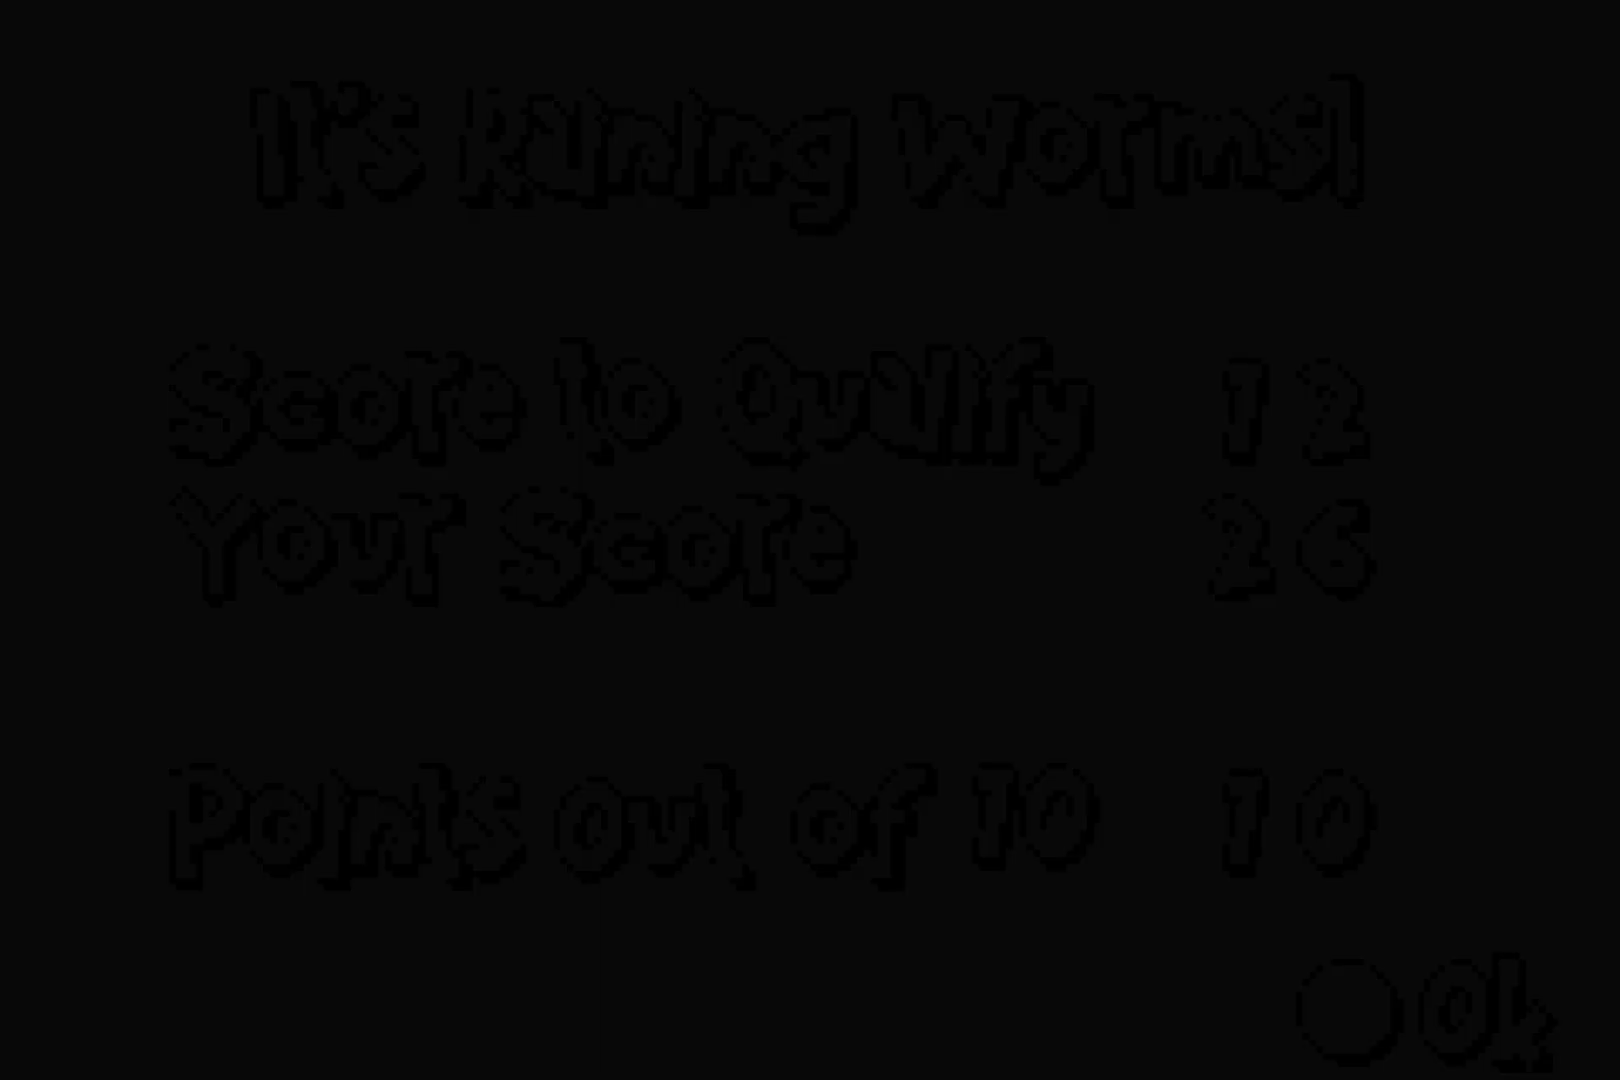 It's Raining Worms!
Score to Qualify 12
Your Score 26
Points out of 10 10
Ok